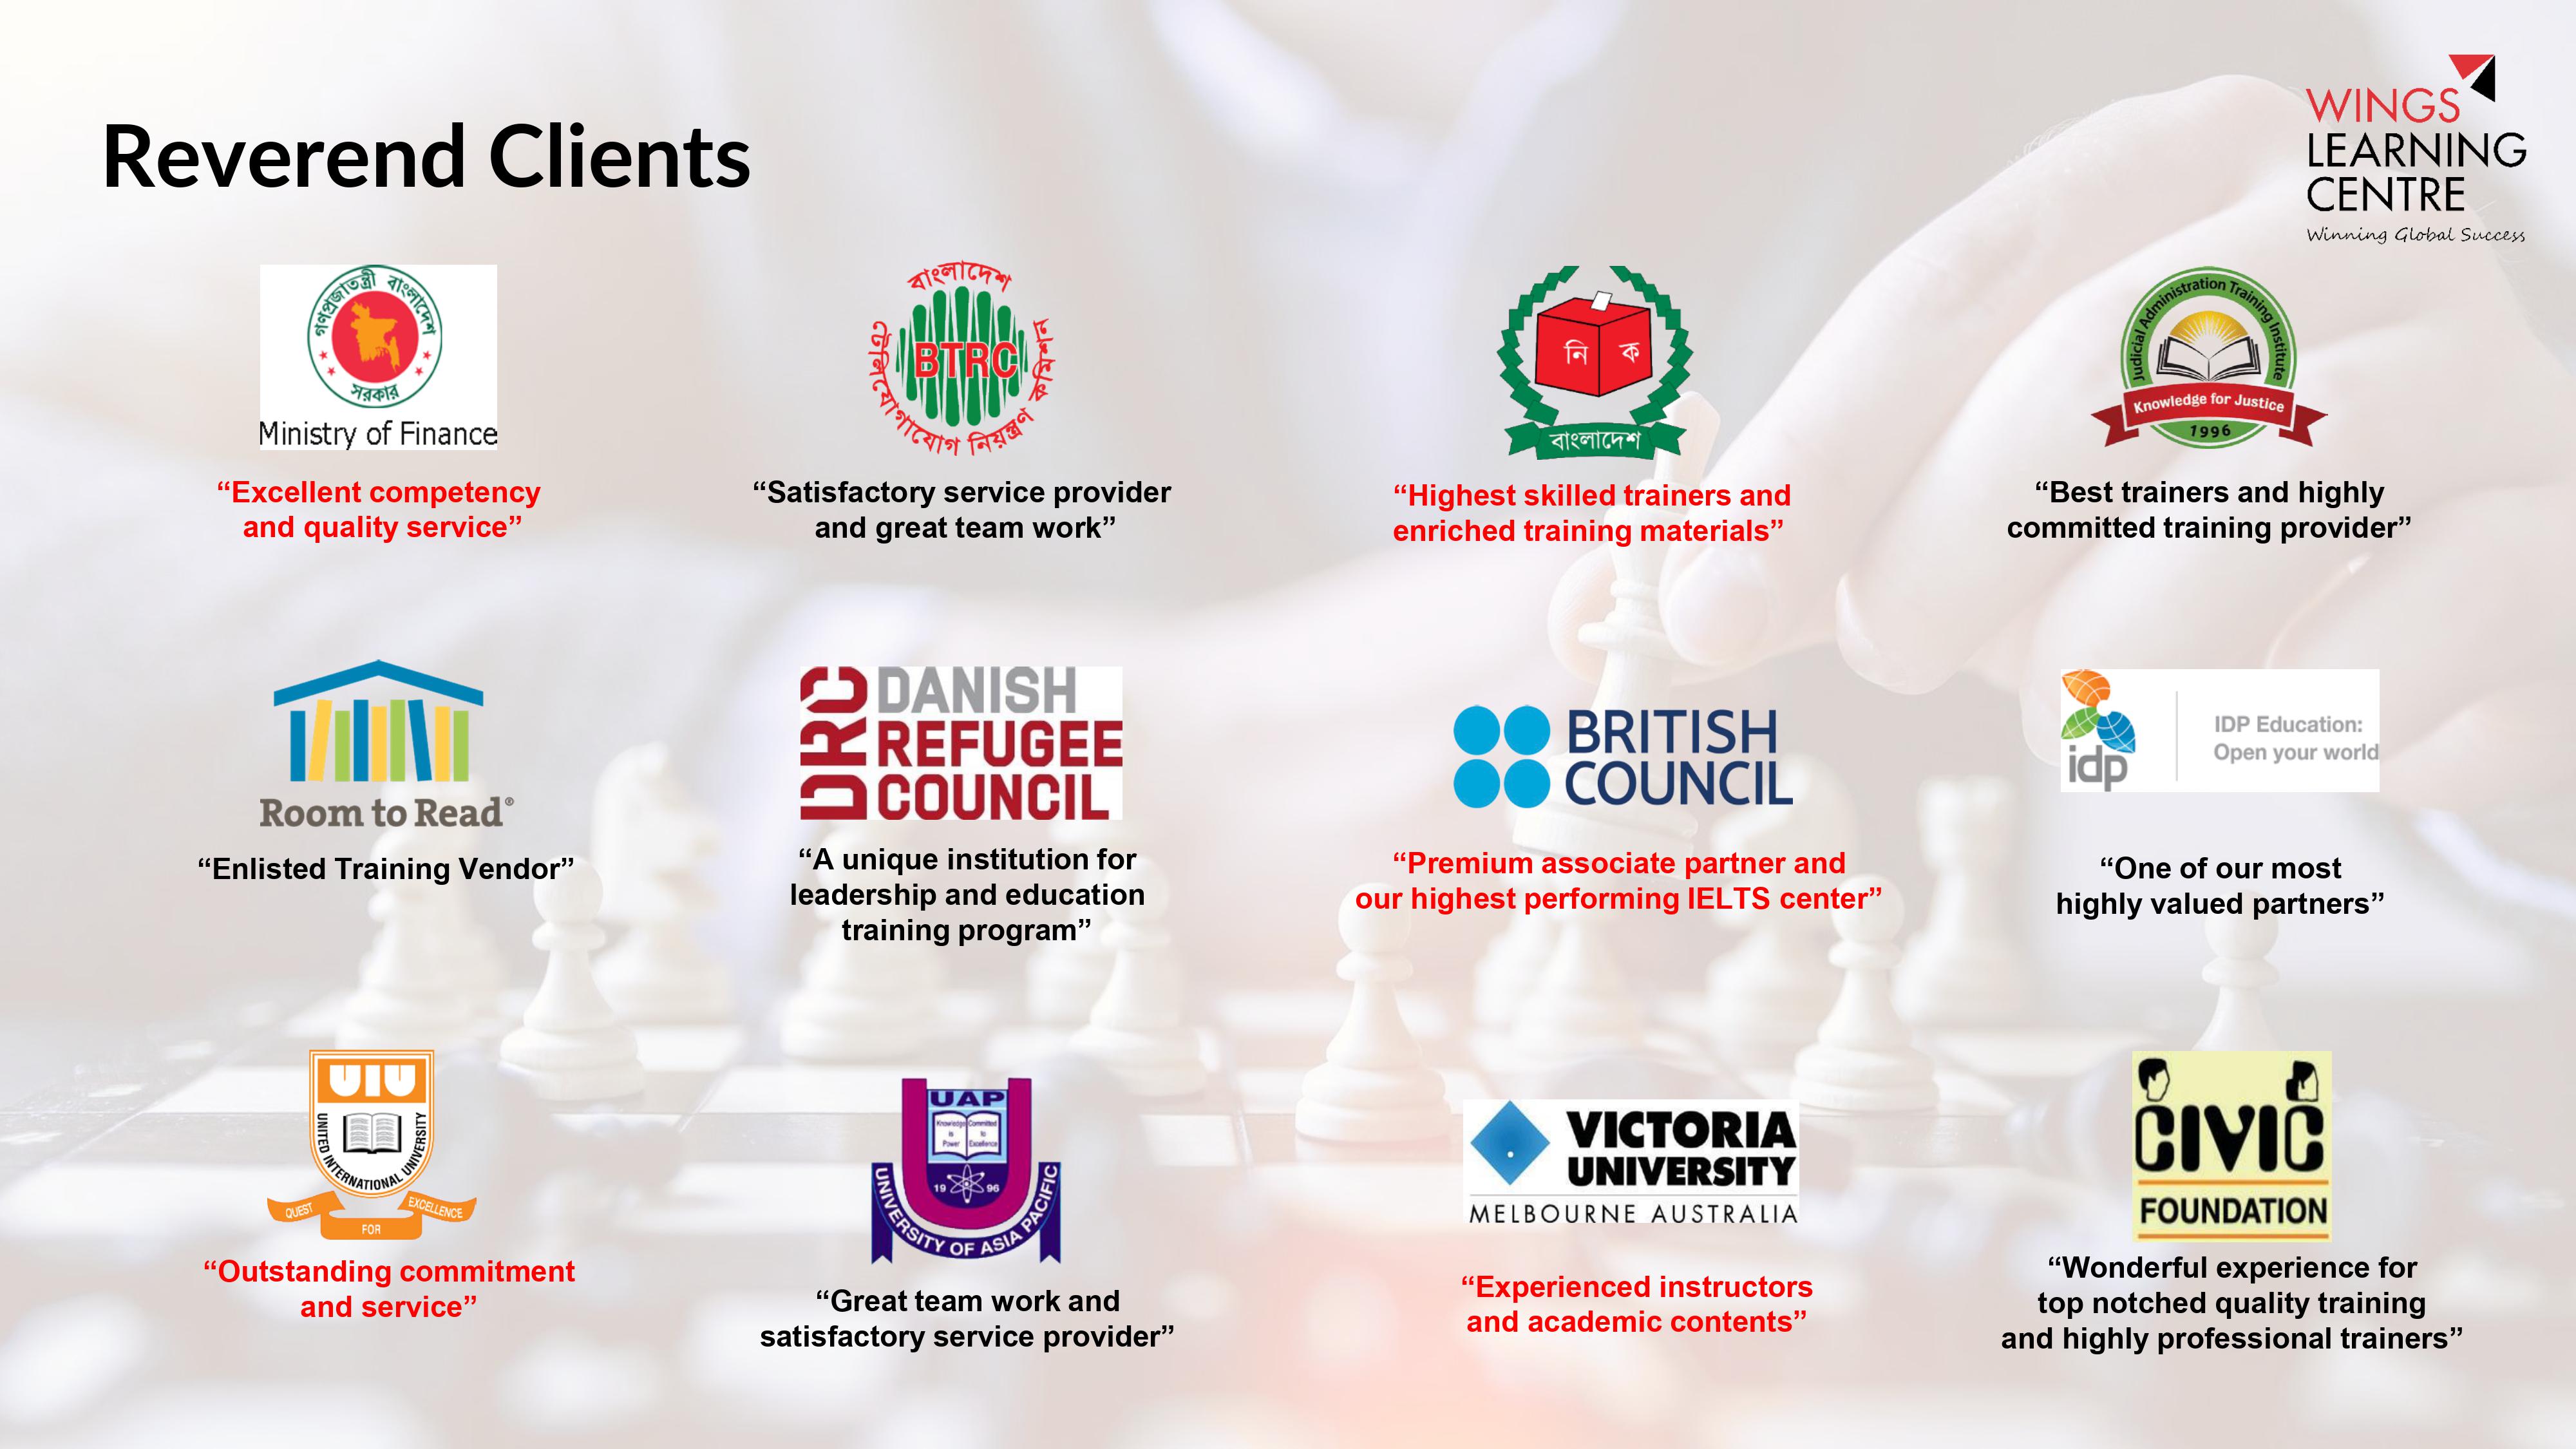 Reverend Clients
WINGS
LEARNING
CENTRE
Winning Global Success
গণপ্রজাতন্ত্রী বাংলাদেশ
সরকার
Ministry of Finance
“Excellent competency
and quality service”
বাংলাদেশ
BTRC
টেলিযোগাযোগ নিয়ন্ত্রণ কমিশন
“Satisfactory service provider
and great team work”
নি ক
বাংলাদেশ
“Highest skilled trainers and
enriched training materials”
Judicial Administration Training Institute
Knowledge for Justice
1996
“Best trainers and highly
committed training provider”
Room to Read®
“Enlisted Training Vendor”
DRC
DANISH
REFUGEE
COUNCIL
“A unique institution for
leadership and education
training program”
BRITISH
COUNCIL
“Premium associate partner and
our highest performing IELTS center”
idp
IDP Education:
Open your world
“One of our most
highly valued partners”
UIU
UNITED INTERNATIONAL UNIVERSITY
QUEST FOR EXCELLENCE
“Outstanding commitment
and service”
UAP
Knowledge is Power
Committed to Excellence
19 96
UNIVERSITY OF ASIA PACIFIC
“Great team work and
satisfactory service provider”
VICTORIA
UNIVERSITY
MELBOURNE AUSTRALIA
“Experienced instructors
and academic contents”
CIVIC
FOUNDATION
“Wonderful experience for
top notched quality training
and highly professional trainers”